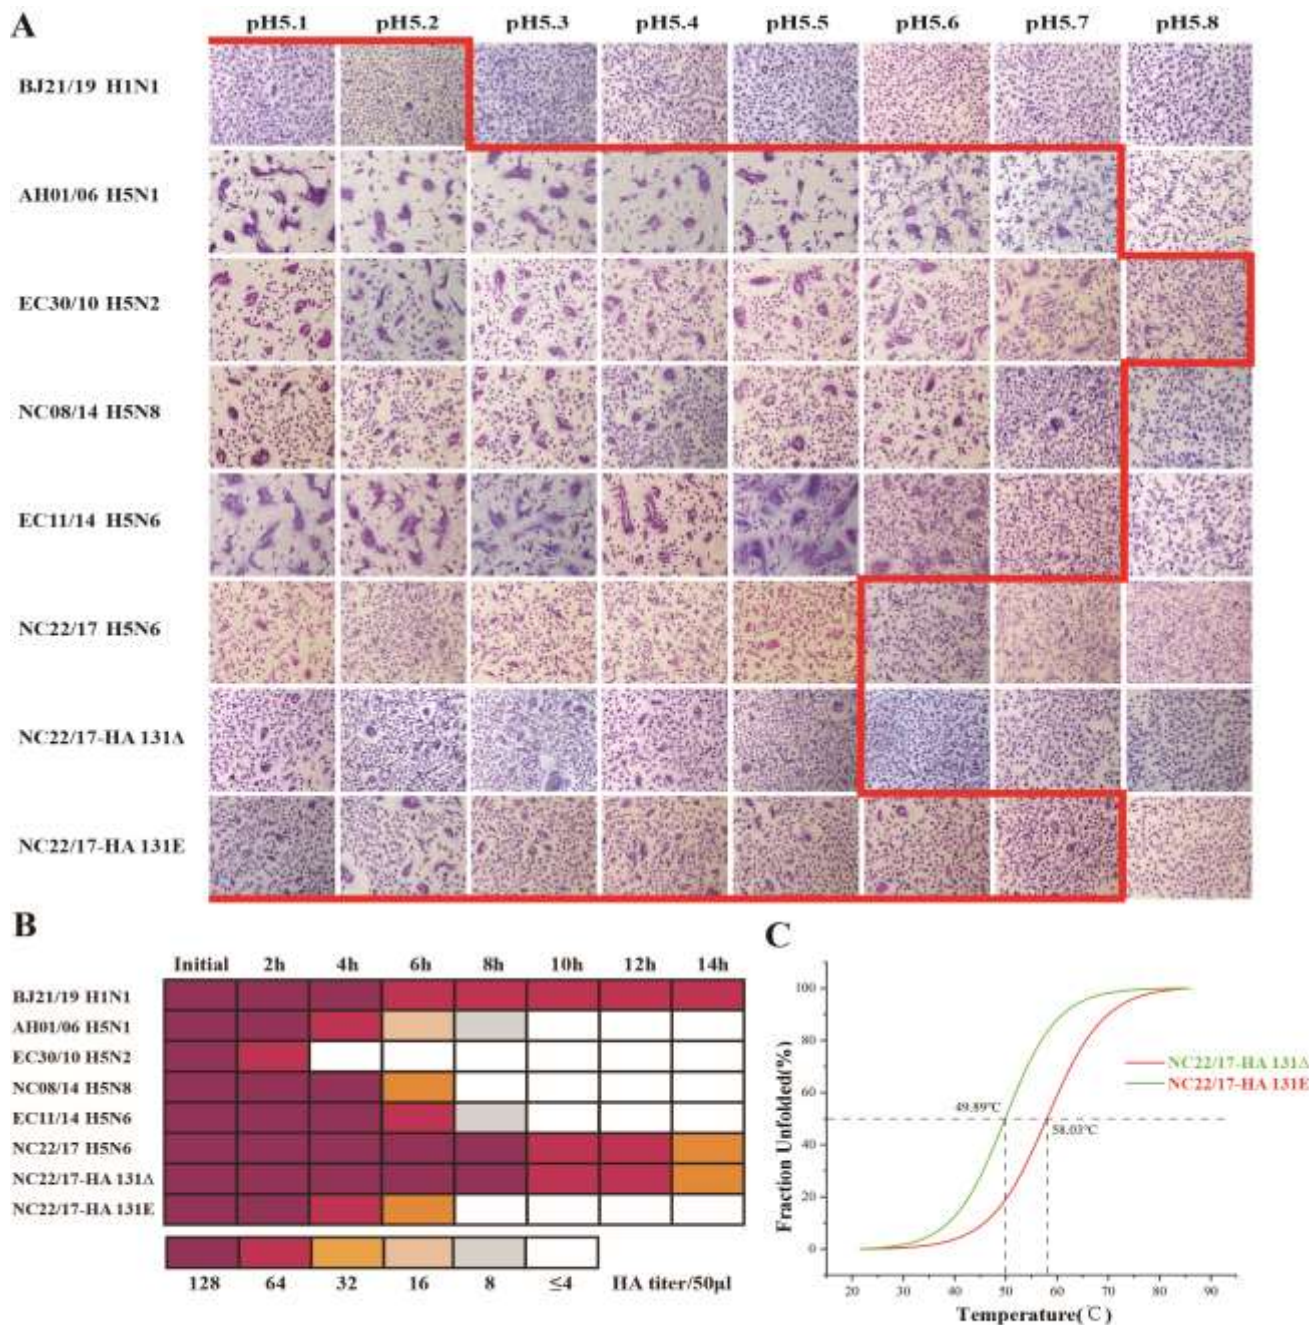 A
pH5.1 pH5.2 pH5.3 pH5.4 pH5.5 pH5.6 pH5.7 pH5.8
BJ21/19 H1N1
AH01/06 H5N1
EC30/10 H5N2
NC08/14 H5N8
EC11/14 H5N6
NC22/17 H5N6
NC22/17-HA 131Δ
NC22/17-HA 131E
B
Initial 2h 4h 6h 8h 10h 12h 14h
BJ21/19 H1N1
AH01/06 H5N1
EC30/10 H5N2
NC08/14 H5N8
EC11/14 H5N6
NC22/17 H5N6
NC22/17-HA 131Δ
NC22/17-HA 131E
128 64 32 16 8 ≤4 HA titer/50μl
C
Fraction Unfolded(%)
100
80
60
40
20
0
49.89℃
58.03℃
NC22/17-HA 131Δ
NC22/17-HA 131E
20 30 40 50 60 70 80 90
Temperature(℃)